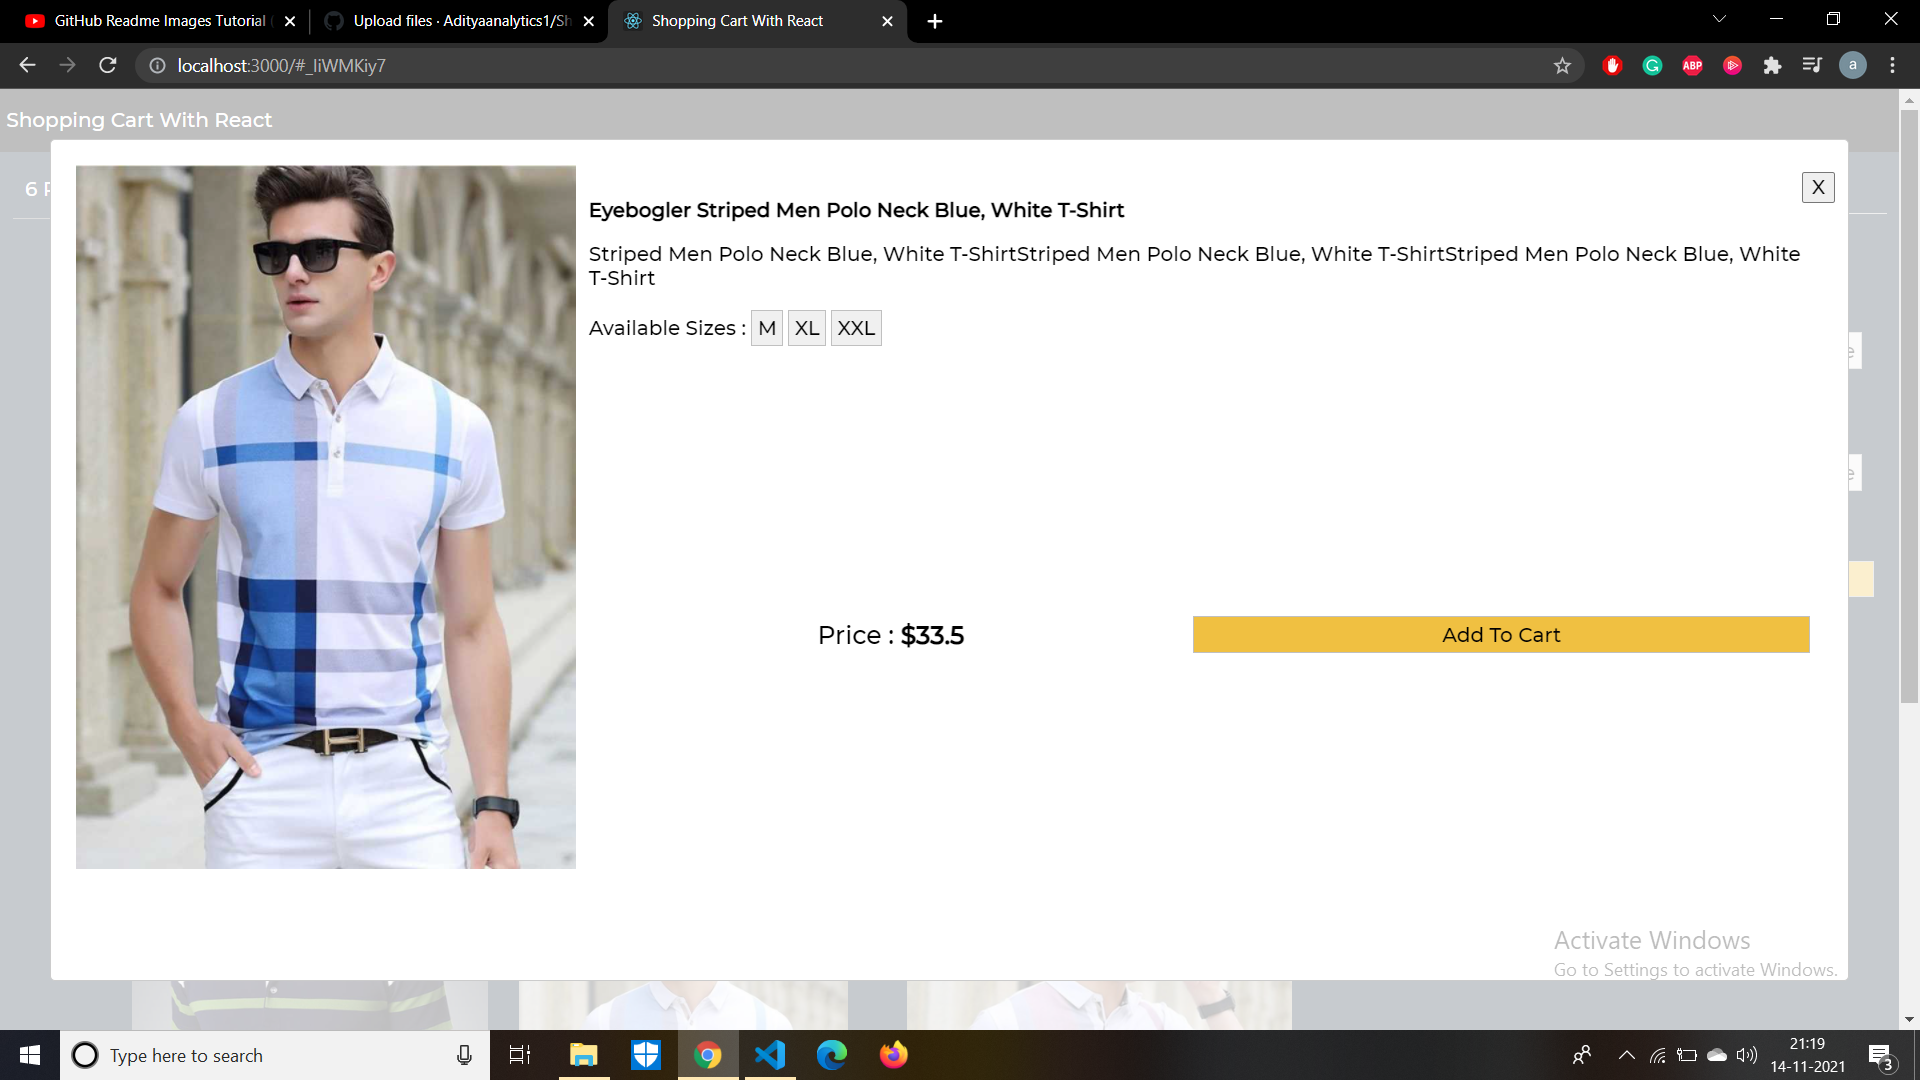 GitHub Readme Images Tutorial
Upload files · Adityaanalytics1/Sh
Shopping Cart With React
localhost:3000/#_liWMKiy7
ABP
a
Shopping Cart With React
6
X
Eyebogler Striped Men Polo Neck Blue, White T-Shirt
Striped Men Polo Neck Blue, White T-ShirtStriped Men Polo Neck Blue, White T-ShirtStriped Men Polo Neck Blue, White
T-Shirt
Available Sizes : M XL XXL
Price : $33.5
Add To Cart
Activate Windows
Go to Settings to activate Windows.
Type here to search
21:19
14-11-2021
3